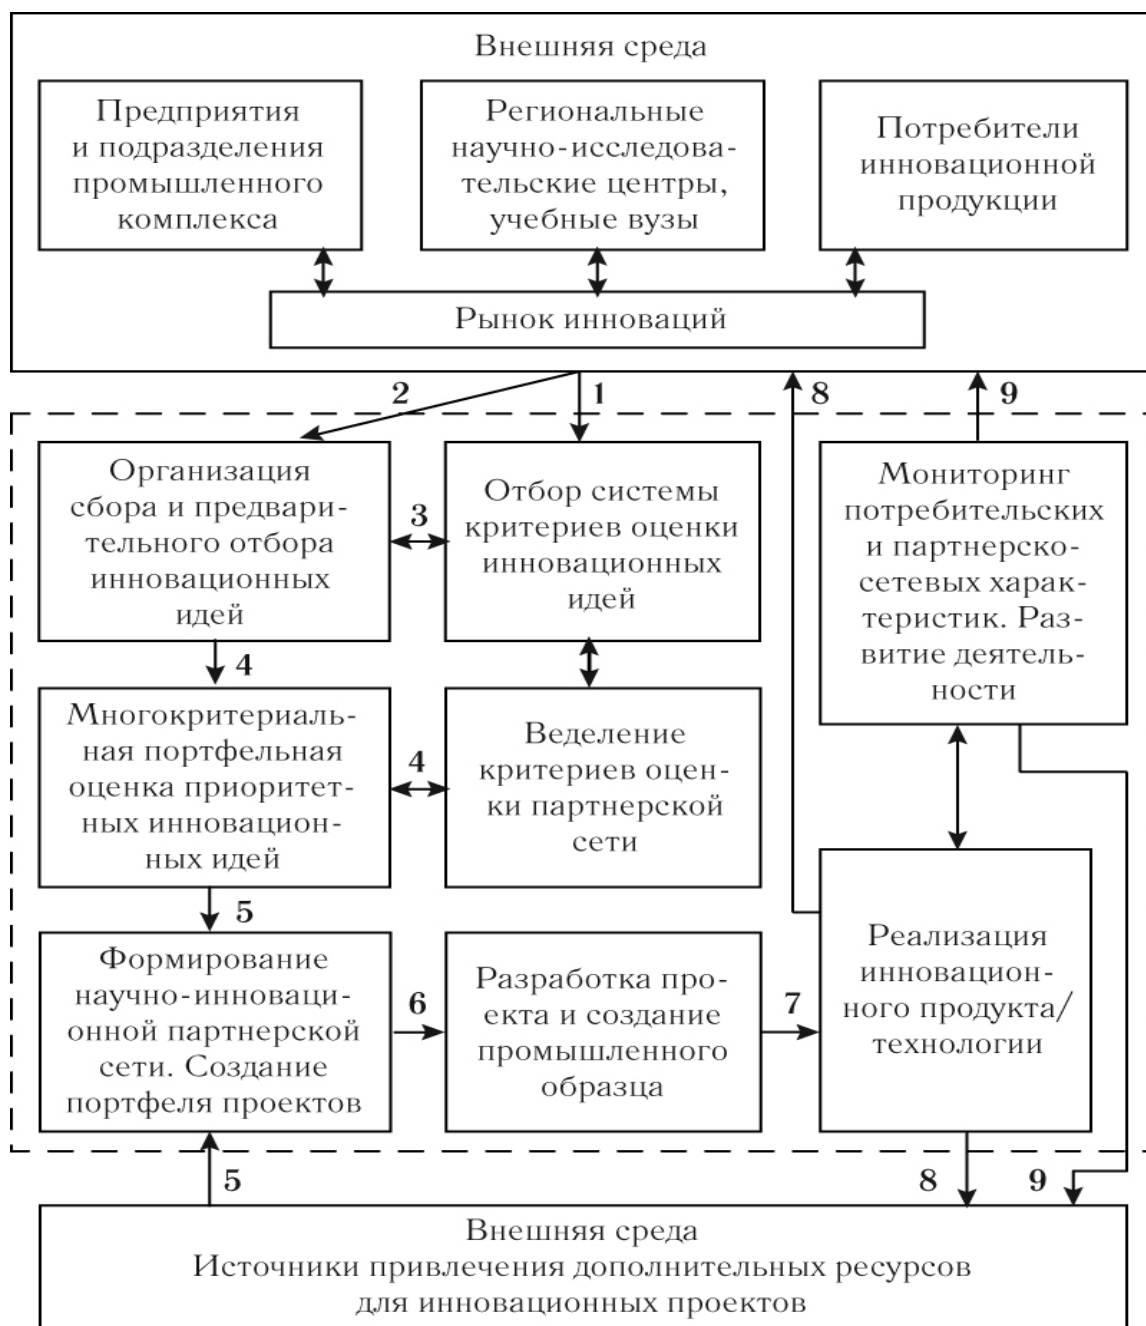 Внешняя среда
Предприятия
и подразделения
промышленного
комплекса
Региональные
научно-исследова-
тельские центры,
учебные вузы
Потребители
инновационной
продукции
Рынок инноваций
2
1
8
9
Организация
сбора и предвари-
тельного отбора
инновационных
идей
3
Отбор системы
критериев оценки
инновационных
идей
Мониторинг
потребительских
и партнерско-
сетевых харак-
теристик. Раз-
витие деятель-
ности
4
Многокритериаль-
ная портфельная
оценка приоритет-
ных инновацион-
ных идей
4
Веделение
критериев оцен-
ки партнерской
сети
5
Формирование
научно-инноваци-
онной партнерской
сети. Создание
портфеля проектов
6
Разработка про-
екта и создание
промышленного
образца
7
Реализация
инновацион-
ного продукта/
технологии
5
8
9
Внешняя среда
Источники привлечения дополнительных ресурсов
для инновационных проектов